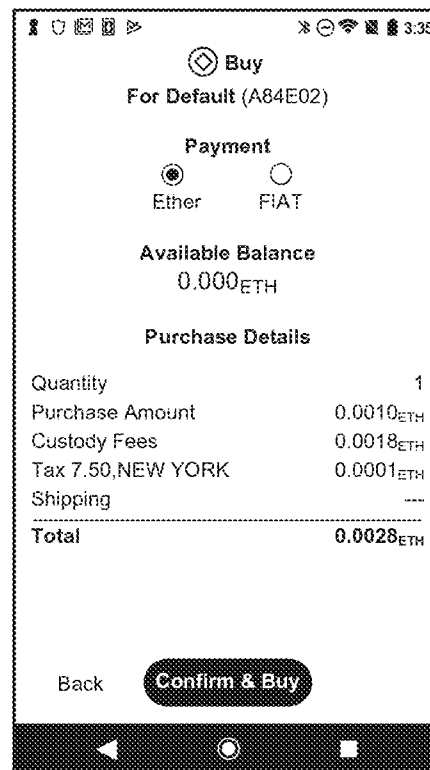 3:35
Buy
For Default (A84E02)
Payment
Ether FIAT
Available Balance
0.000ETH
Purchase Details
Quantity 1
Purchase Amount 0.0010ETH
Custody Fees 0.0018ETH
Tax 7.50,NEW YORK 0.0001ETH
Shipping ---
Total 0.0028ETH
Back Confirm & Buy